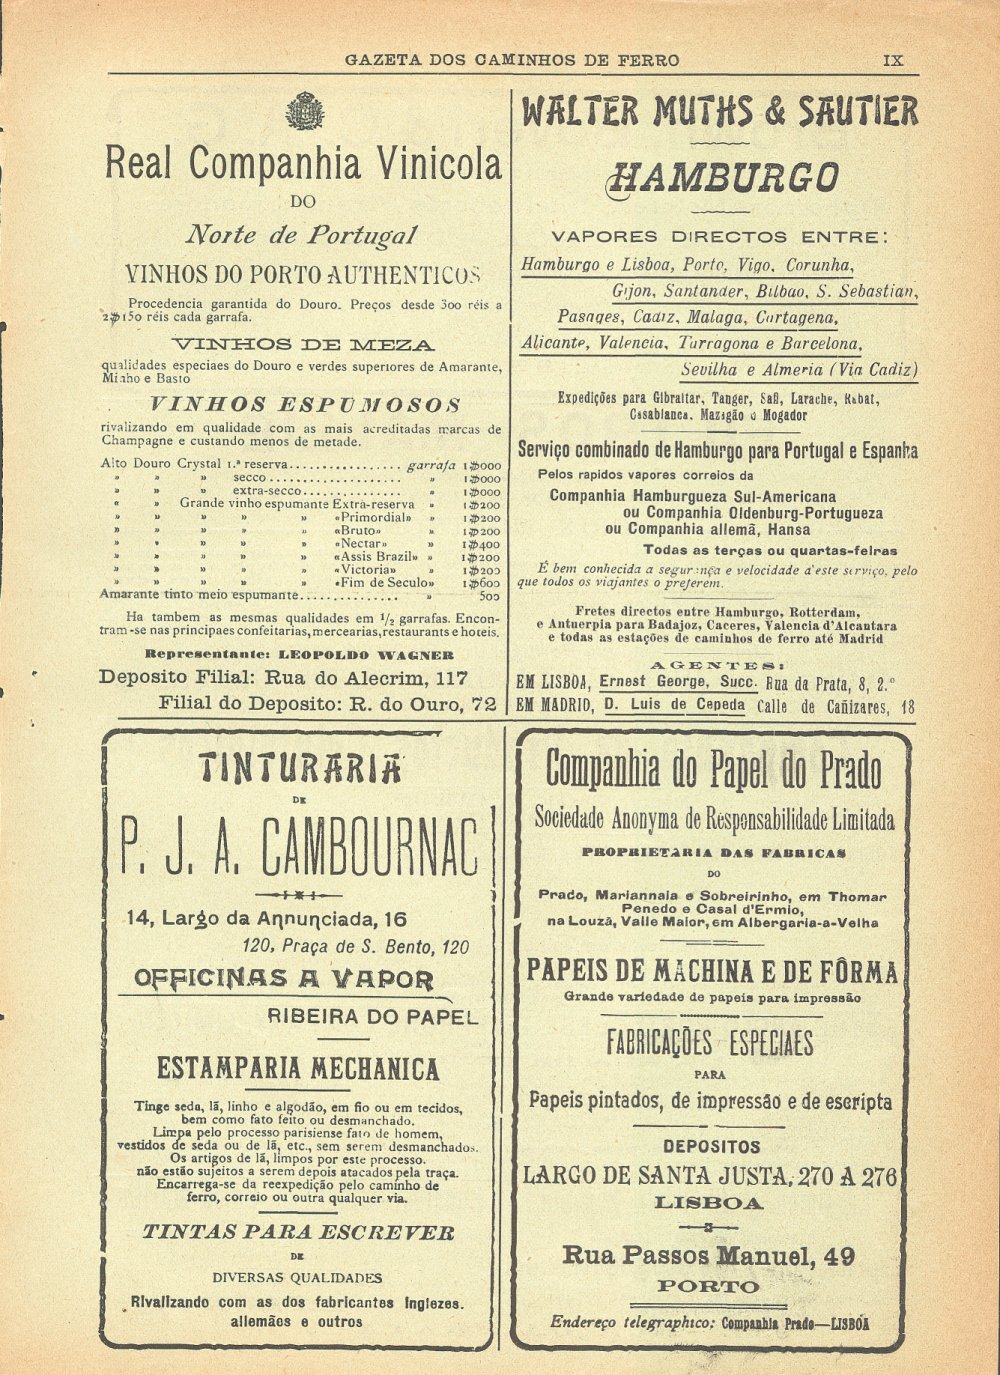 GAZETA DOS CAMINHOS DE FERRO IX
Real Companhia Vinicola
DO
Norte de Portugal
VINHOS DO PORTO AUTHENTICOS
Procedencia garantida do Douro. Preços desde 300 réis a
2$150 réis cada garrafa.
VINHOS DE MEZA
qualidades especiaes do Douro e verdes superiores de Amarante,
Minho e Basto
VINHOS ESPUMOSOS
rivalizando em qualidade com as mais acreditadas marcas de
Champagne e custando menos de metade.
Alto Douro Crystal 1.ª reserva................ garrafa 1$000
» » » secco.................... » 1$000
» » » extra-secco............... » 1$000
» » Grande vinho espumante Extra-reserva » 1$200
» » » » » «Primordial» » 1$200
» » » » » «Bruto» » 1$200
» » » » » «Nectar» » 1$400
» » » » » «Assis Brazil» » 1$200
» » » » » «Victoria» » 1$200
» » » » » «Fim de Seculo» 1$600
Amarante tinto meio espumante............... » 500
Ha tambem as mesmas qualidades em 1/2 garrafas. Encon-
tram-se nas principaes confeitarias, mercearias, restaurants e hoteis.
Representante: LEOPOLDO WAGNER
Deposito Filial: Rua do Alecrim, 117
Filial do Deposito: R. do Ouro, 72
WALTER MUTHS & SAUTIER
HAMBURGO
VAPORES DIRECTOS ENTRE:
Hamburgo e Lisboa, Porto, Vigo, Corunha,
Gijon, Santander, Bilbao, S. Sebastian,
Pasages, Cadiz, Malaga, Cartagena,
Alicante, Valencia, Tarragona e Barcelona,
Sevilha e Almeria (Via Cadiz)
Expedições para Gibraltar, Tanger, Saffi, Larache, Rabat,
Casablanca, Mazagão o Mogador
Serviço combinado de Hamburgo para Portugal e Espanha
Pelos rapidos vapores correios da
Companhia Hamburgueza Sul-Americana
ou Companhia Oldenburg-Portugueza
ou Companhia allemã, Hansa
Todas as terças ou quartas-feiras
É bem conhecida a segurança e velocidade d'este serviço, pelo
que todos os viajantes o preferem.
Fretes directos entre Hamburgo, Rotterdam,
e Antuerpia para Badajoz, Caceres, Valencia d'Alcantara
e todas as estações de caminhos de ferro até Madrid
AGENTES:
EM LISBOA, Ernest George, Succ. Rua da Prata, 8, 2.º
EM MADRID, D. Luis de Cepeda Calle de Cañizares, 18
TINTURARIA
DE
P. J. A. CAMBOURNAC
14, Largo da Annunciada, 16
120, Praça de S. Bento, 120
OFFICINAS A VAPOR
RIBEIRA DO PAPEL
ESTAMPARIA MECHANICA
Tinge seda, lã, linho e algodão, em fio ou em tecidos,
bem como fato feito ou desmanchado.
Limpa pelo processo parisiense fato de homem,
vestidos de seda ou de lã, etc., sem serem desmanchados.
Os artigos de lã, limpos por este processo.
não estão sujeitos a serem depois atacados pela traça.
Encarrega-se da reexpedição pelo caminho de
ferro, correio ou outra qualquer via.
TINTAS PARA ESCREVER
DE
DIVERSAS QUALIDADES
Rivalizando com as dos fabricantes inglezes.
allemães e outros
Companhia do Papel do Prado
Sociedade Anonyma de Responsabilidade Limitada
PROPRIETARIA DAS FABRICAS
DO
Prado, Mariannaia e Sobreirinho, em Thomar
Penedo e Casal d'Ermio,
na Louzã, Valle Maior, em Albergaria-a-Velha
PAPEIS DE MACHINA E DE FÔRMA
Grande variedade de papeis para impressão
FABRICAÇÕES ESPECIAES
PARA
Papeis pintados, de impressão e de escripta
DEPOSITOS
LARGO DE SANTA JUSTA, 270 A 276
LISBOA
Rua Passos Manuel, 49
PORTO
Endereço telegraphico: Companhia Prado—LISBOA